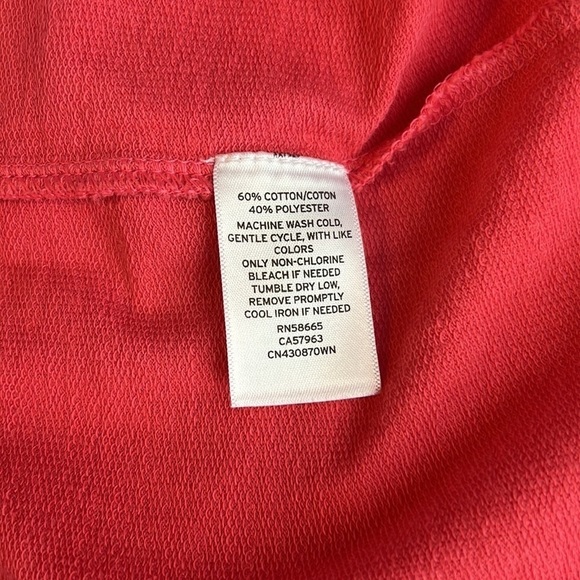 60% COTTON/COTON
40% POLYESTER
MACHINE WASH COLD,
GENTLE CYCLE, WITH LIKE
COLORS
ONLY NON-CHLORINE
BLEACH IF NEEDED
TUMBLE DRY LOW,
REMOVE PROMPTLY
COOL IRON IF NEEDED
RN58665
CA57963
CN430870WN